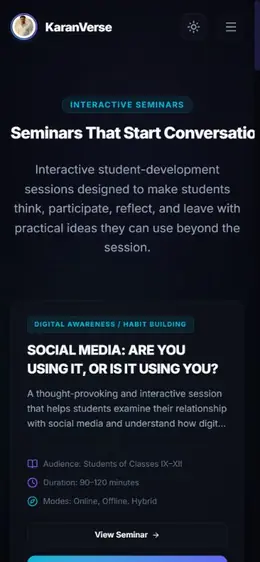 KaranVerse
INTERACTIVE SEMINARS
Seminars That Start Conversatio
Interactive student-development
sessions designed to make students
think, participate, reflect, and leave with
practical ideas they can use beyond the
session.
DIGITAL AWARENESS / HABIT BUILDING
SOCIAL MEDIA: ARE YOU
USING IT, OR IS IT USING YOU?
A thought-provoking and interactive session
that helps students examine their relationship
with social media and understand how digit...
Audience: Students of Classes IX–XII
Duration: 90–120 minutes
Modes: Online, Offline, Hybrid
View Seminar →